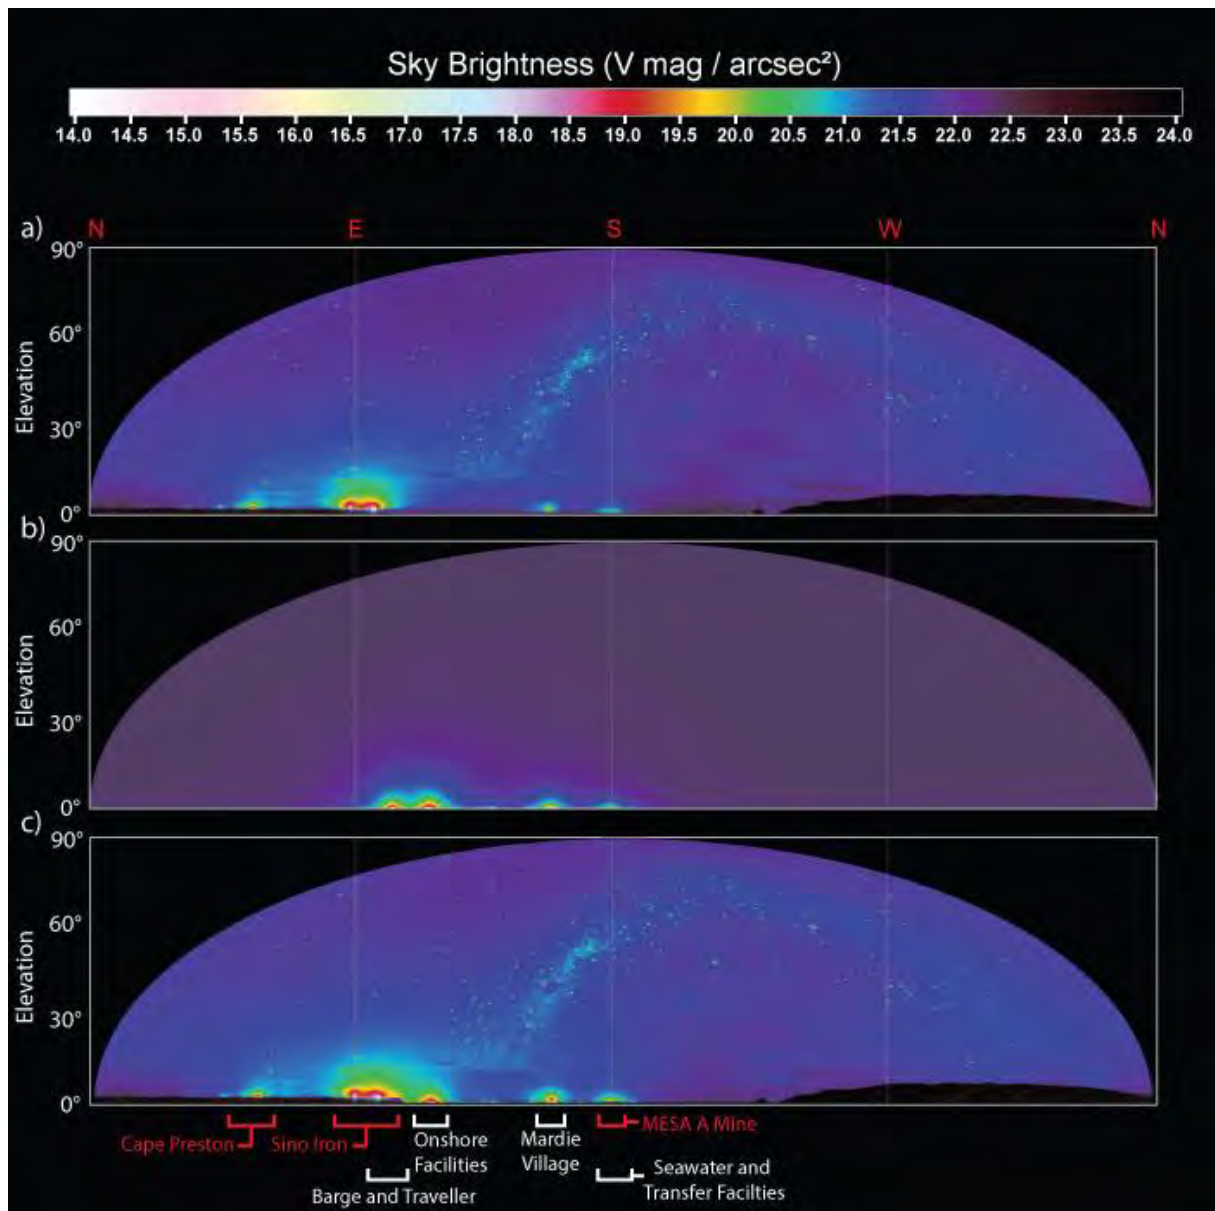 Sky Brightness (V mag / arcsec²)
14.0 14.5 15.0 15.5 16.0 16.5 17.0 17.5 18.0 18.5 19.0 19.5 20.0 20.5 21.0 21.5 22.0 22.5 23.0 23.5 24.0
a) N E S W N
90°
60°
30°
0°
Elevation
b)
90°
60°
30°
0°
Elevation
c)
90°
60°
30°
0°
Elevation
Cape Preston
Sino Iron
Onshore
Facilities
Mardie
Village
MESA A Mine
Barge and Traveller
Seawater and
Transfer Facilties